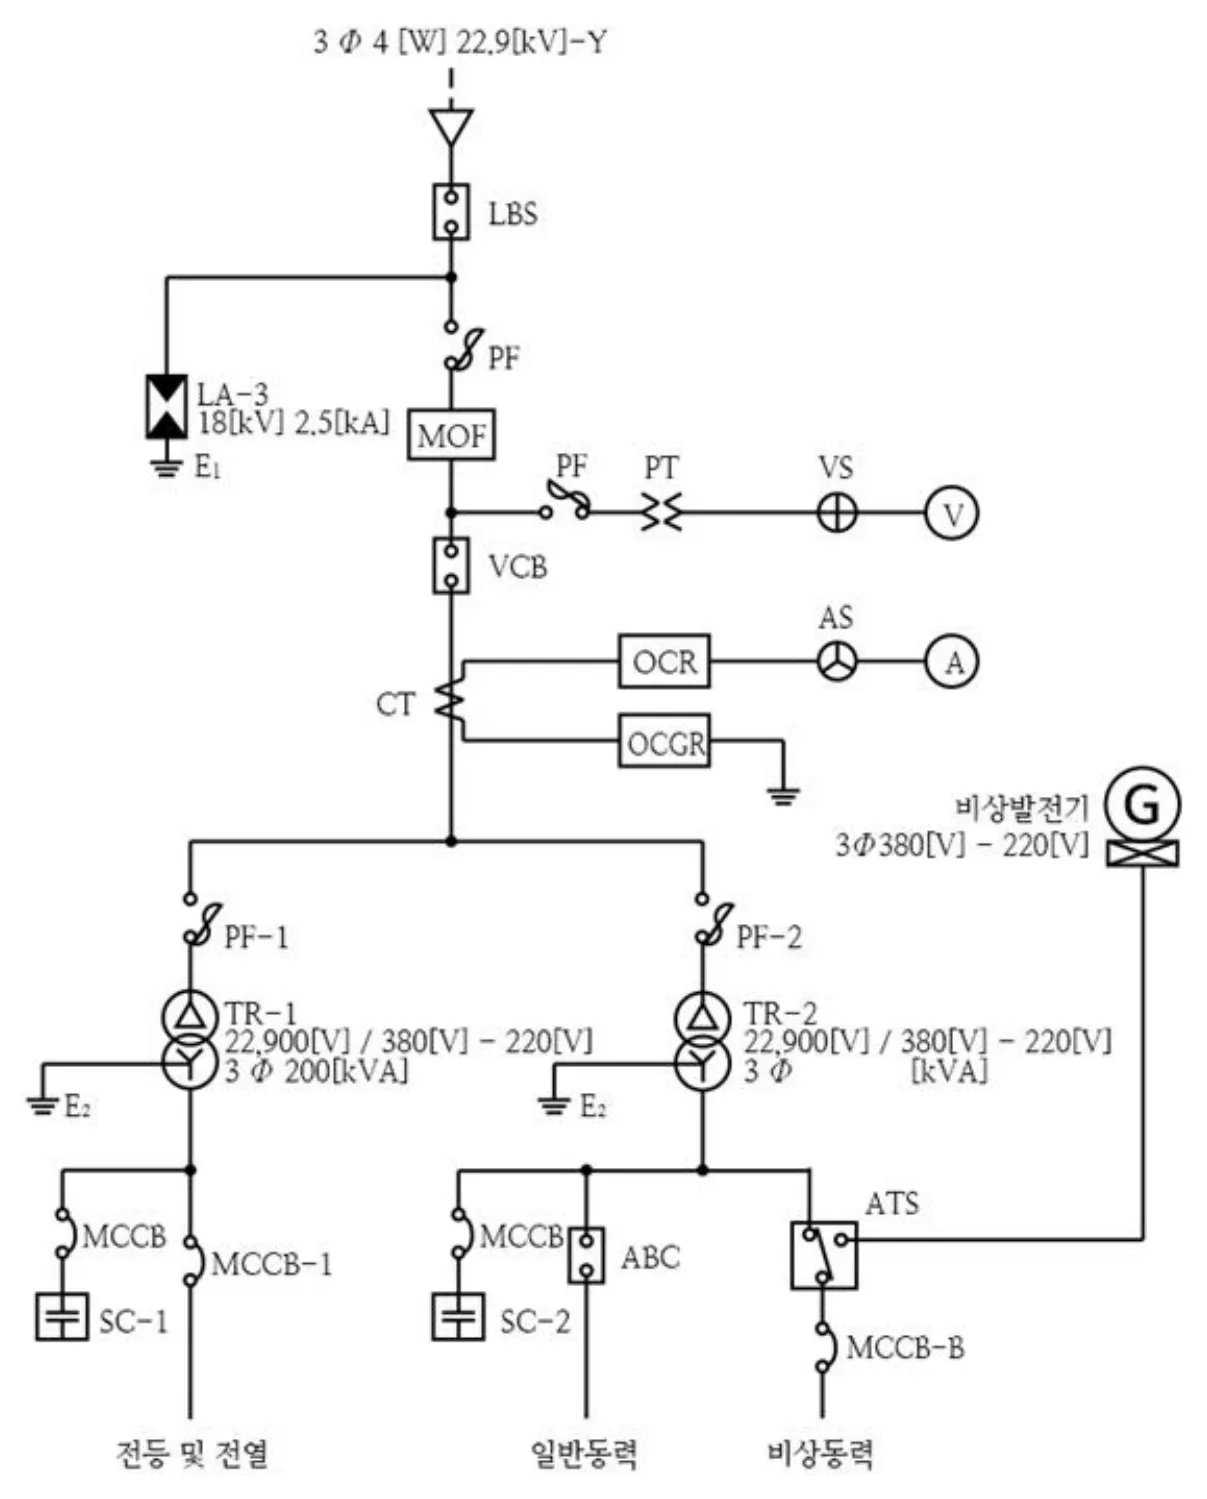 3 Φ 4 [W] 22.9[kV]-Y
LBS
PF
LA-3
18[kV] 2.5[kA]
E₁
MOF
PF
PT
VS
V
VCB
AS
OCR
A
CT
OCGR
비상발전기
3Φ380[V] - 220[V]
G
PF-1
PF-2
TR-1
22,900[V] / 380[V] - 220[V]
3 Φ 200[kVA]
E₂
TR-2
22,900[V] / 380[V] - 220[V]
3 Φ [kVA]
E₂
ATS
MCCB
MCCB-1
SC-1
MCCB
ABC
SC-2
MCCB-B
전등 및 전열
일반동력
비상동력